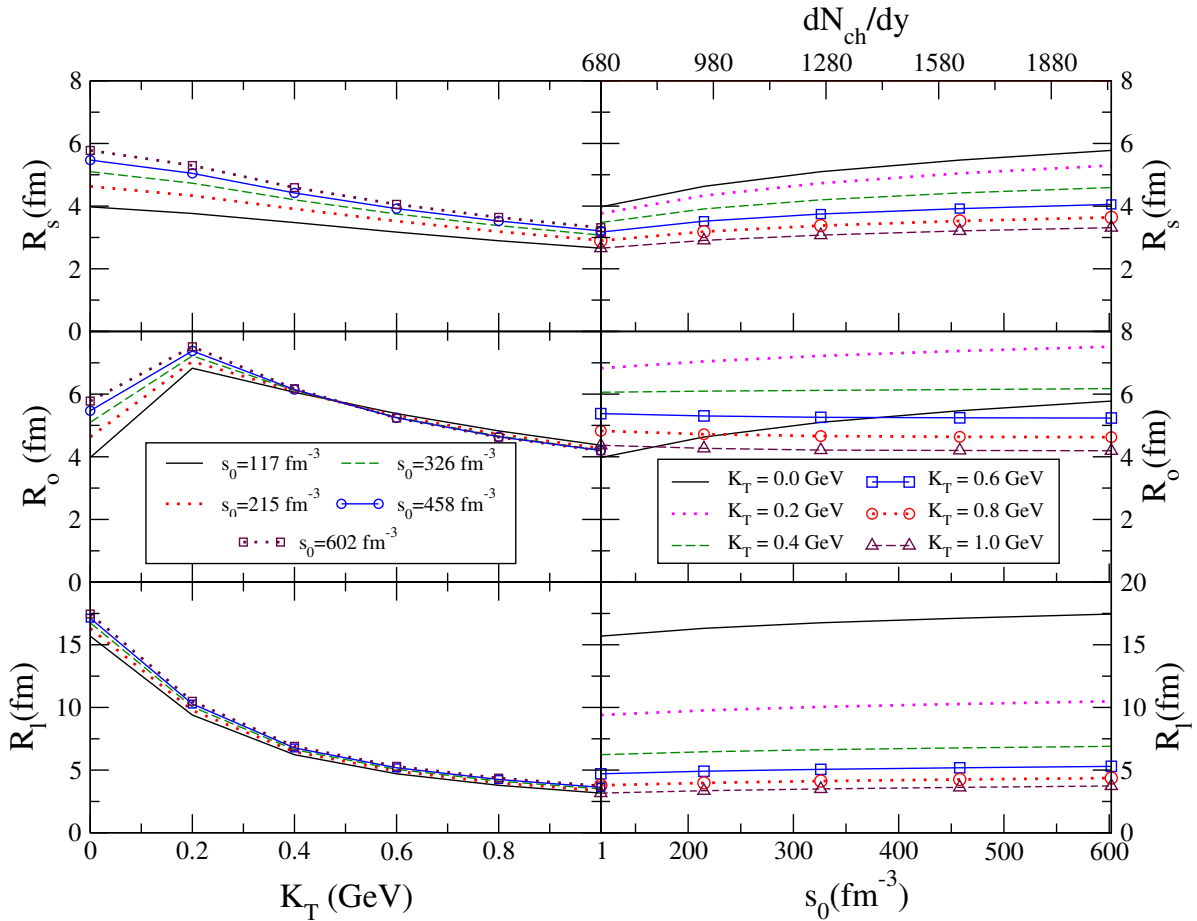 dN_ch/dy
680 980 1280 1580 1880
8 8
6 6
R_s(fm) R_s(fm)
4 4
2 2
0 8
6 6
R_o(fm) R_o(fm)
4 4
s_0=117 fm^-3 s_0=326 fm^-3
s_0=215 fm^-3 s_0=458 fm^-3
s_0=602 fm^-3
K_T = 0.0 GeV K_T = 0.6 GeV
K_T = 0.2 GeV K_T = 0.8 GeV
K_T = 0.4 GeV K_T = 1.0 GeV
2 2
0 20
15 15
R_l(fm) R_l(fm)
10 10
5 5
0 0
0 0.2 0.4 0.6 0.8 1 200 300 400 500 600
K_T (GeV) s_0(fm^-3)